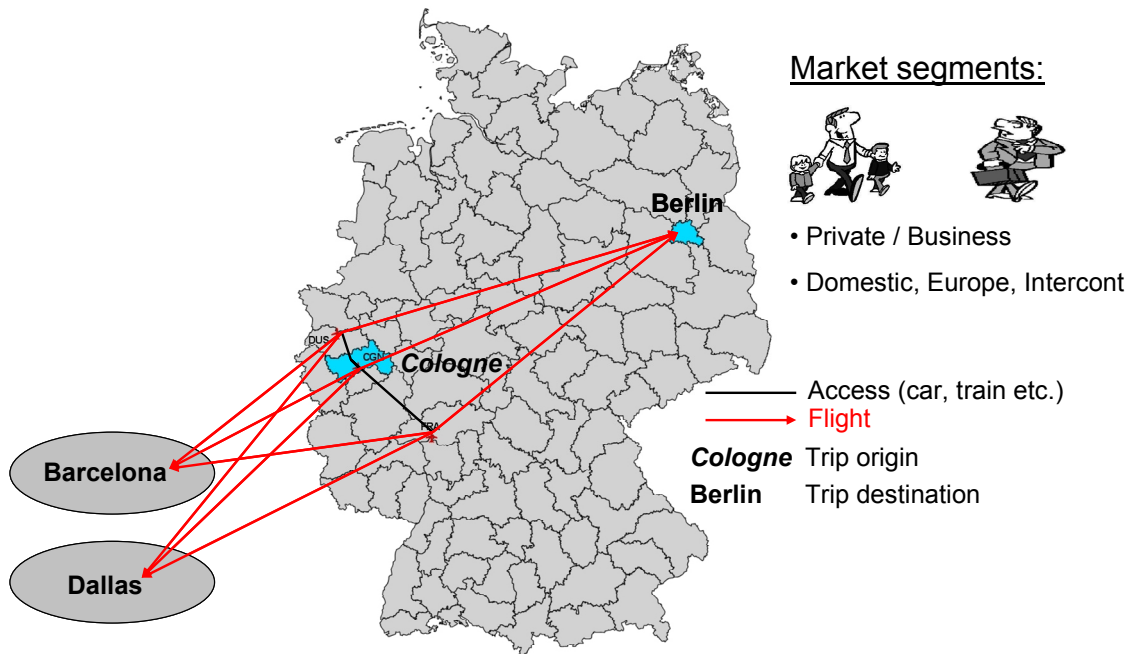 Market segments:
Berlin
• Private / Business
• Domestic, Europe, Intercont
DUS
CGN
Cologne
Access (car, train etc.)
FRA
Flight
Cologne Trip origin
Barcelona
Berlin Trip destination
Dallas